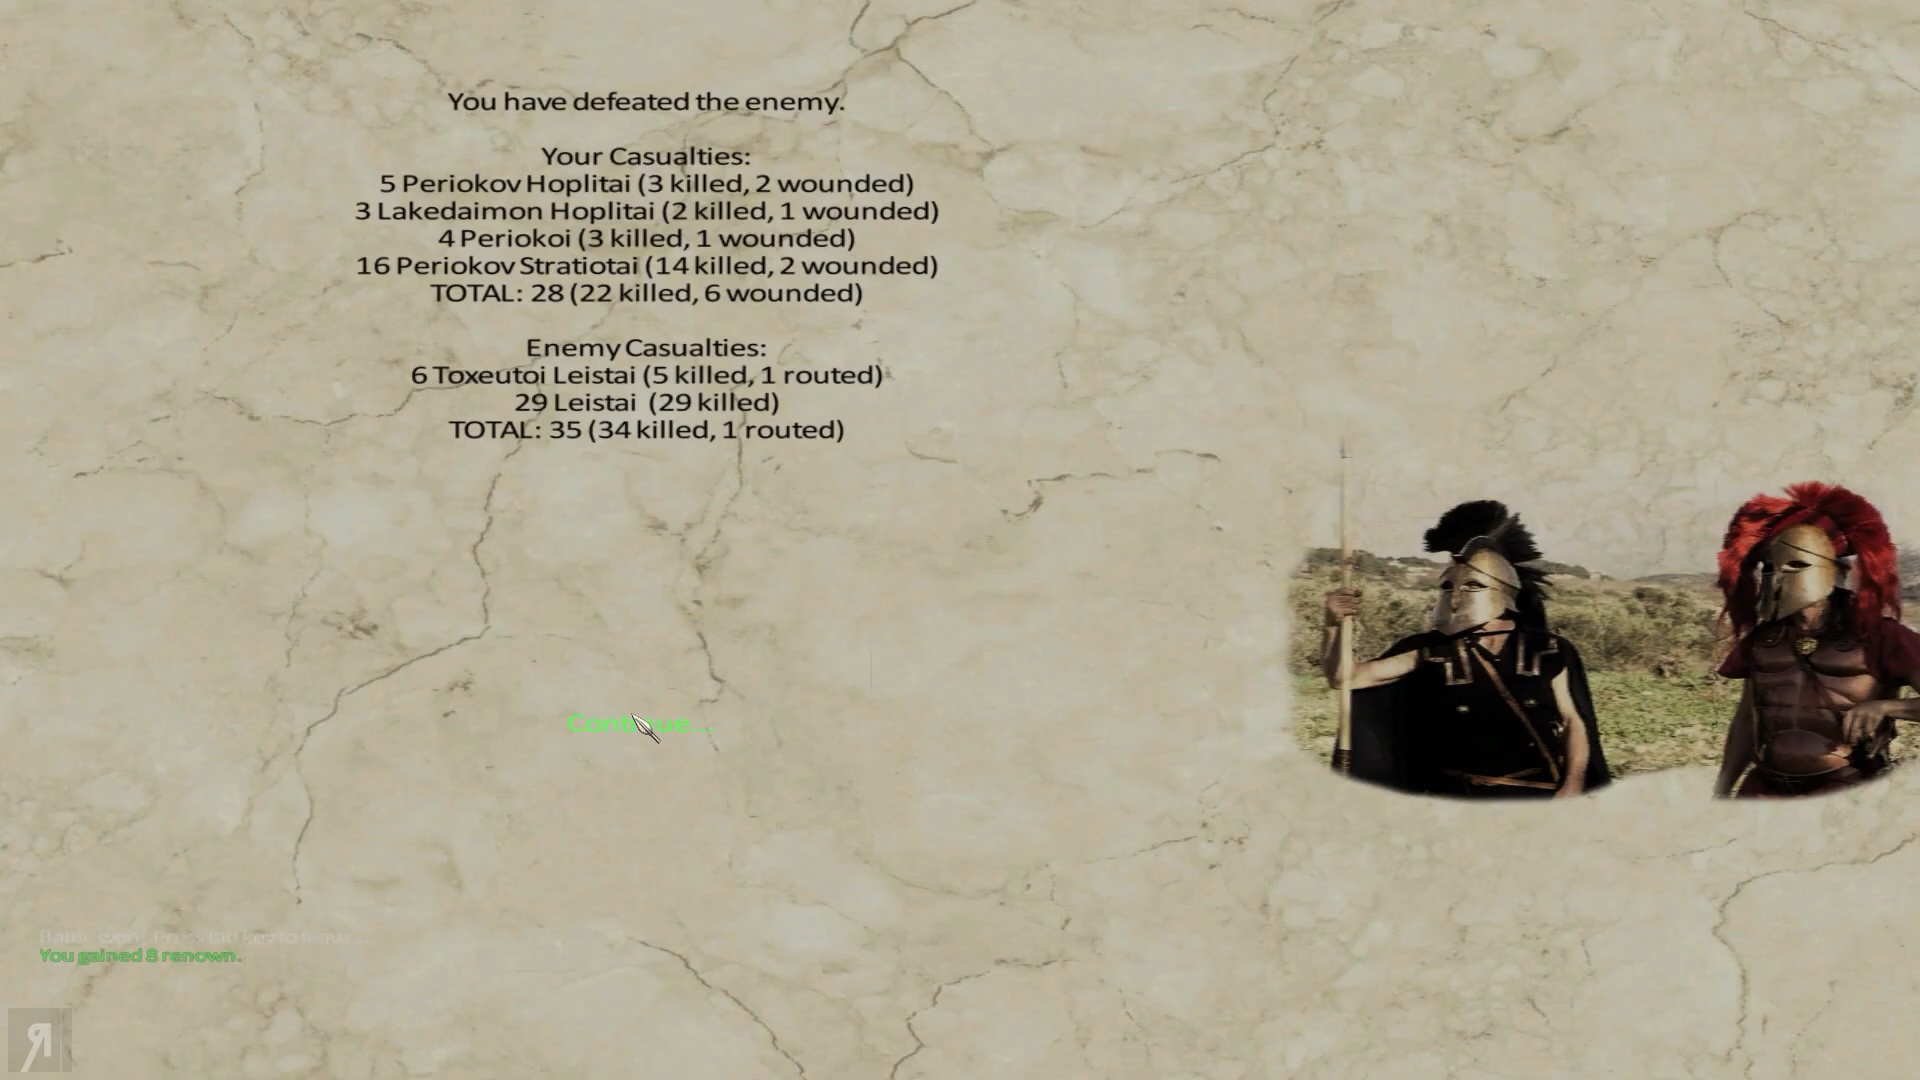 You have defeated the enemy.
Your Casualties:
5 Periokov Hoplitai (3 killed, 2 wounded)
3 Lakedaimon Hoplitai (2 killed, 1 wounded)
4 Periokoi (3 killed, 1 wounded)
16 Periokov Stratiotai (14 killed, 2 wounded)
TOTAL: 28 (22 killed, 6 wounded)
Enemy Casualties:
6 Toxeutoi Leistai (5 killed, 1 routed)
29 Leistai (29 killed)
TOTAL: 35 (34 killed, 1 routed)
Continue...
You gained 8 renown.